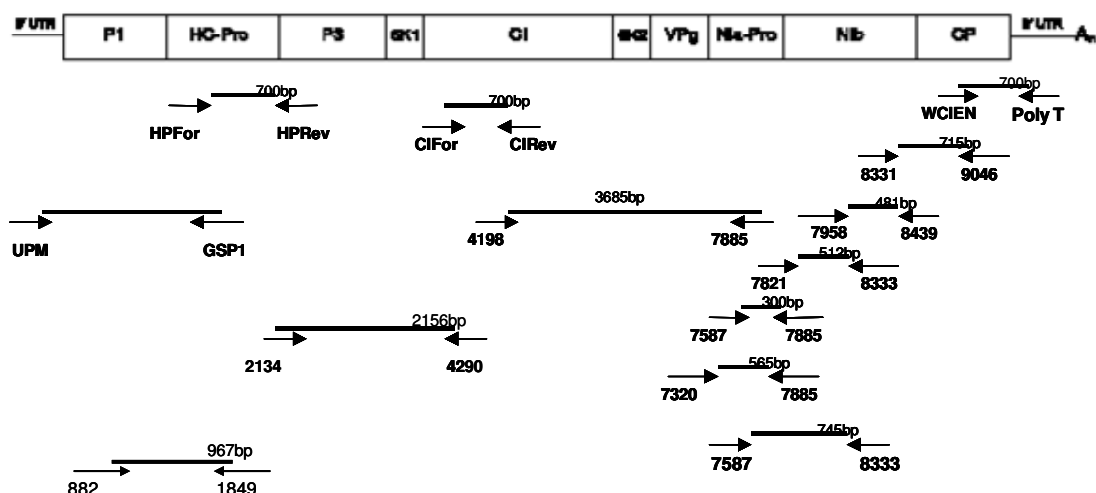 5' UTR P1 HC-Pro P3 6K1 CI 6K2 VPg NIa-Pro NIb CP 3' UTR
700bp 700bp 700bp
HPFor HPRev CIFor CIRev WCIEN Poly T
715bp
8331 9046
3685bp 481bp
UPM GSP1 4198 7885 7958 8439
512bp
7821 8333
300bp
2156bp 7587 7885
2134 4290 565bp
7320 7885
745bp
967bp 7587 8333
882 1849